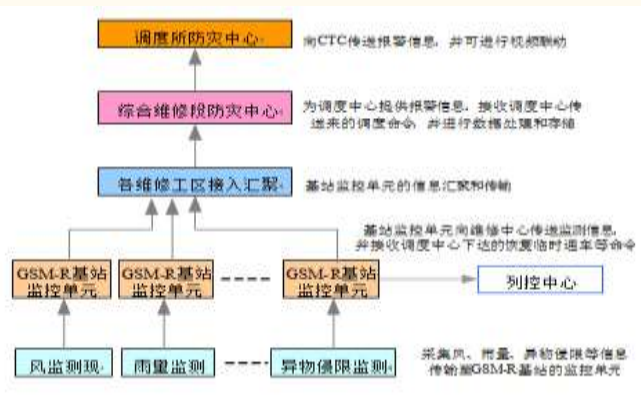 调度所防灾中心
向CTC传送报警信息，并可进行视频联动
综合维修段防灾中心
为调度中心提供报警信息，接收调度中心传
送来的调度命令，并进行数据处理和存储
各维修工区接入汇聚
基站监控单元的信息汇聚和传输
基站监控单元向维修中心传送监测信息，
并接收调度中心下达的恢复临时通车等命令
GSM-R基站
监控单元
GSM-R基站
监控单元
GSM-R基站
监控单元
列控中心
风监测现
雨量监测
异物侵限监测
采集风、雨量、异物侵限等信息
传输至GSM-R基站的监控单元